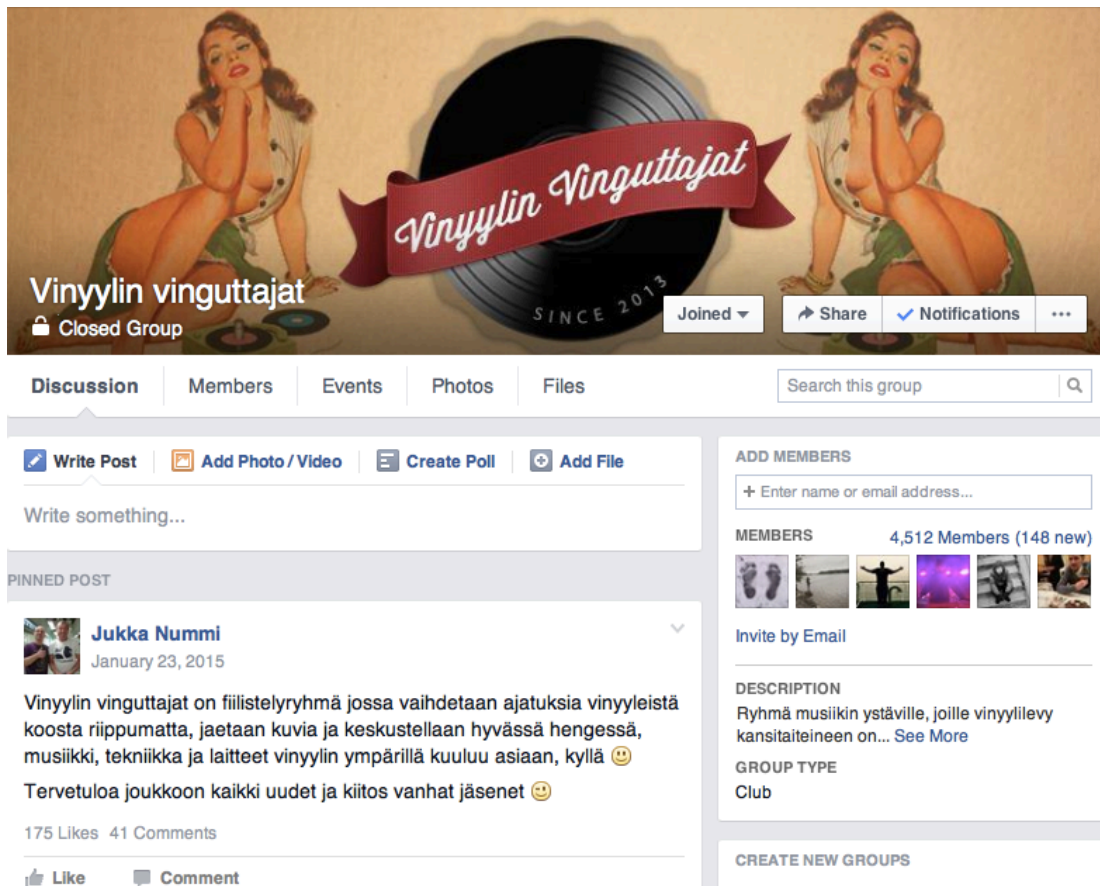 Vinyylin Vinguttajat
SINCE 2013
Vinyylin vinguttajat
Closed Group
Joined
Share
Notifications
Discussion
Members
Events
Photos
Files
Search this group
Write Post
Add Photo / Video
Create Poll
Add File
Write something...
PINNED POST
Jukka Nummi
January 23, 2015
Vinyylin vinguttajat on fiilistelyryhmä jossa vaihdetaan ajatuksia vinyyleistä
koosta riippumatta, jaetaan kuvia ja keskustellaan hyvässä hengessä,
musiikki, tekniikka ja laitteet vinyylin ympärillä kuuluu asiaan, kyllä
Tervetuloa joukkoon kaikki uudet ja kiitos vanhat jäsenet
175 Likes 41 Comments
Like
Comment
ADD MEMBERS
+ Enter name or email address...
MEMBERS
4,512 Members (148 new)
Invite by Email
DESCRIPTION
Ryhmä musiikin ystäville, joille vinyylilevy
kansitaiteineen on... See More
GROUP TYPE
Club
CREATE NEW GROUPS